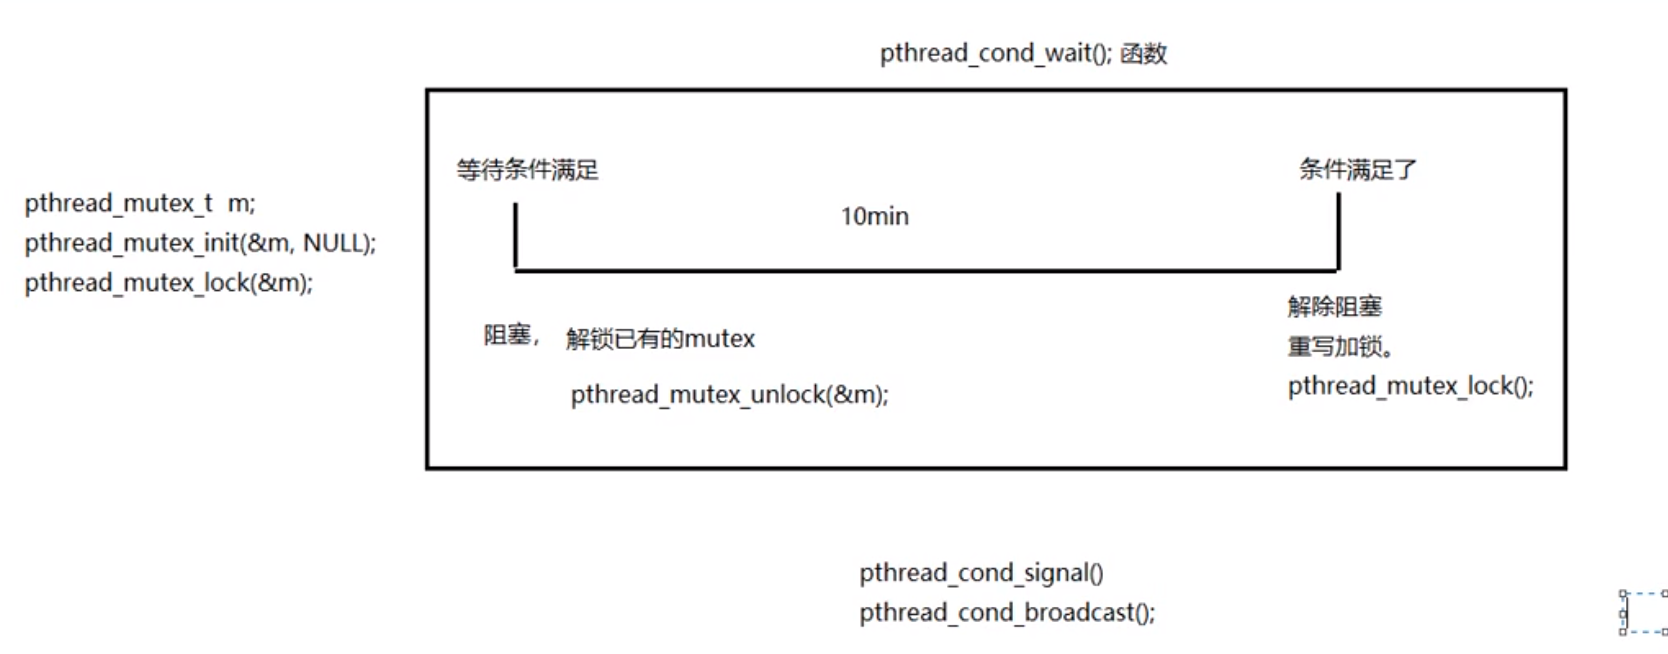 pthread_cond_wait(); 函数
等待条件满足
条件满足了
10min
pthread_mutex_t  m;
pthread_mutex_init(&m, NULL);
pthread_mutex_lock(&m);
阻塞， 解锁已有的mutex
pthread_mutex_unlock(&m);
解除阻塞
重写加锁。
pthread_mutex_lock();
pthread_cond_signal()
pthread_cond_broadcast();